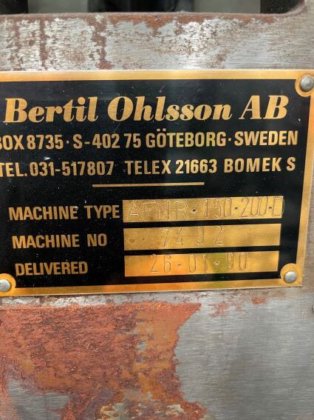 Bertil Ohlsson AB
BOX 8735 · S-402 75 GÖTEBORG · SWEDEN
TEL. 031-517807 TELEX 21663 BOMEK S
MACHINE TYPE
MACHINE NO
DELIVERED